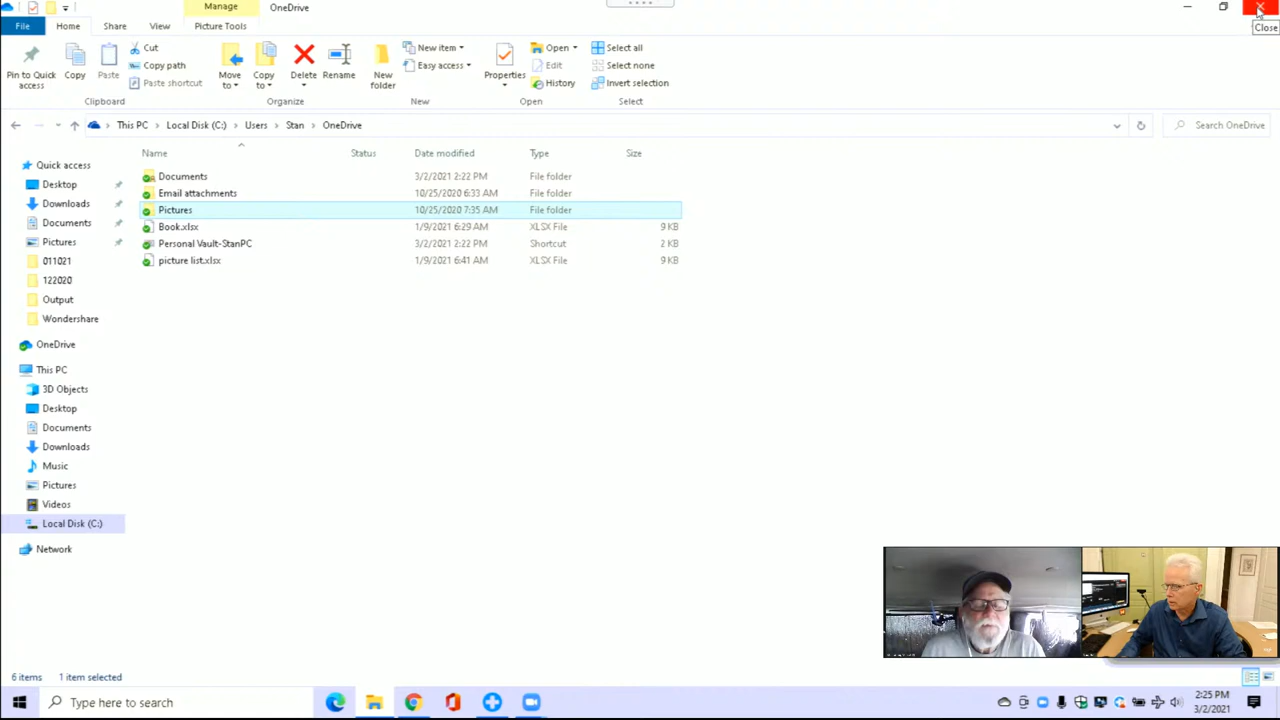 Manage
OneDrive
File
Home
Share
View
Picture Tools
Close
Pin to Quick access
Copy
Paste
Cut
Copy path
Paste shortcut
Clipboard
Move to
Copy to
Delete
Rename
Organize
New folder
New item
Easy access
New
Properties
Open
Edit
History
Open
Select all
Select none
Invert selection
Select
This PC
Local Disk (C:)
Users
Stan
OneDrive
Search OneDrive
Name
Status
Date modified
Type
Size
Documents 3/2/2021 2:22 PM File folder
Email attachments 10/25/2020 6:33 AM File folder
Pictures 10/25/2020 7:35 AM File folder
Book.xlsx 1/9/2021 6:29 AM XLSX File 9 KB
Personal Vault-StanPC 3/2/2021 2:22 PM Shortcut 2 KB
picture list.xlsx 1/9/2021 6:41 AM XLSX File 9 KB
Quick access
Desktop
Downloads
Documents
Pictures
011021
122020
Output
Wondershare
OneDrive
This PC
3D Objects
Desktop
Documents
Downloads
Music
Pictures
Videos
Local Disk (C:)
Network
6 items
1 item selected
Type here to search
2:25 PM
3/2/2021